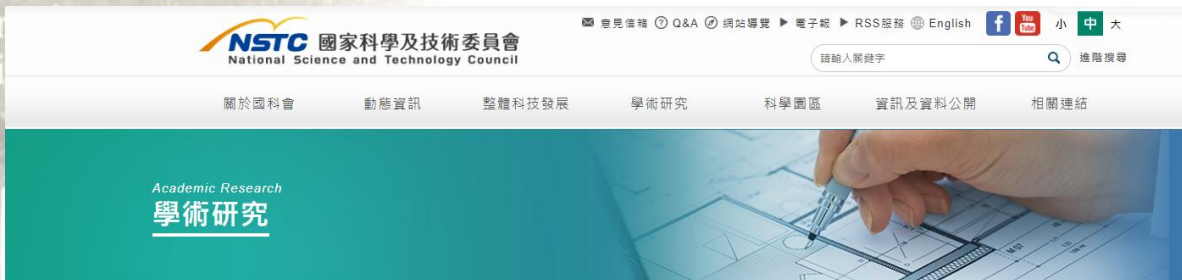 意見信箱 Q&A 網站導覽 ▶ 電子報 ▶ RSS服務 English f You Tube 小 中 大
NSTC 國家科學及技術委員會
National Science and Technology Council
請輸入關鍵字 進階搜尋
關於國科會 動態資訊 整體科技發展 學術研究 科學園區 資訊及資料公開 相關連結
Academic Research
學術研究
M-07